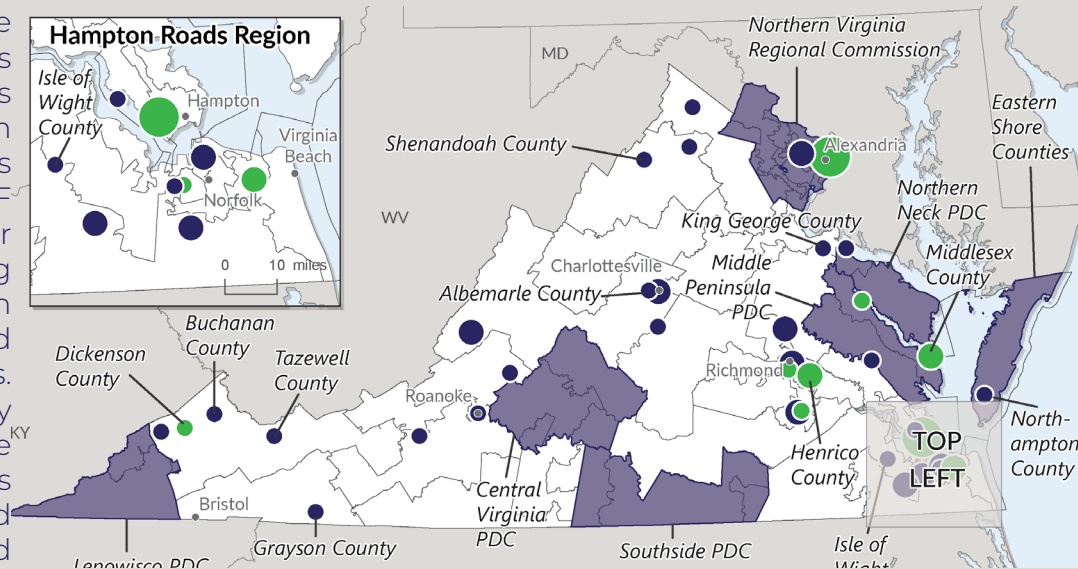 Hampton Roads Region
Isle of
Wight
County
Hampton
Virginia
Beach
Norfolk
0 10 miles
MD
WV
KY
Northern Virginia
Regional Commission
Alexandria
Eastern
Shore
Counties
Shenandoah County
Northern
Neck PDC
King George County
Middlesex
County
Charlottesville
Middle
Peninsula
PDC
Albemarle County
Buchanan
County
Dickenson
County
Tazewell
County
Roanoke
Richmond
TOP
LEFT
North-
ampton
County
Henrico
County
Central
Virginia
PDC
Bristol
Grayson County
Southside PDC
Lenowisco PDC
Isle of
Wight